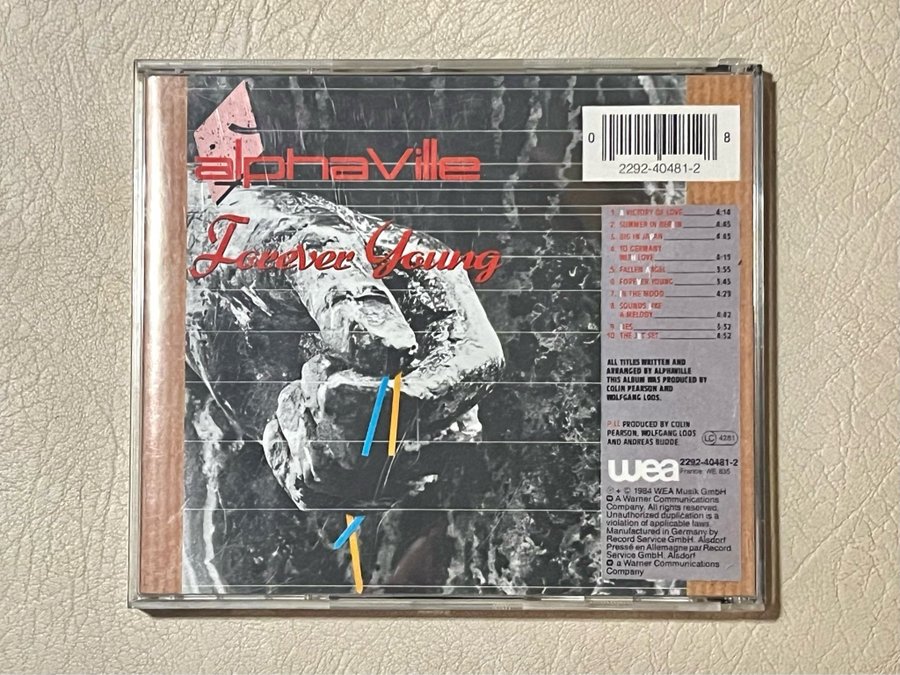 alphaville
Forever Young
0 8
2292-40481-2
1. A VICTORY OF LOVE 4:14
2. SUMMER IN BERLIN 4:45
3. BIG IN JAPAN 4:45
4. TO GERMANY
WITH LOVE 4:15
5. FALLEN ANGEL 3:55
6. FOREVER YOUNG 3:45
7. IN THE MOOD 4:29
8. SOUNDS LIKE
A MELODY 4:42
9. LIES 3:32
10. THE JET SET 4:52
ALL TITLES WRITTEN AND
ARRANGED BY ALPHAVILLE
THIS ALBUM WAS PRODUCED BY
COLIN PEARSON AND
WOLFGANG LOOS.
PRODUCED BY COLIN
PEARSON, WOLFGANG LOOS
AND ANDREAS BUDDE.
LC 4281
wea 2292-40481-2
France: WE 835
℗ + © 1984 WEA Musik GmbH
A Warner Communications
Company. All rights reserved.
Unauthorized duplication is a
violation of applicable laws.
Manufactured in Germany by
Record Service GmbH. Alsdorf
Pressé en Allemagne par Record
Service GmbH, Alsdorf
a Warner Communications
Company